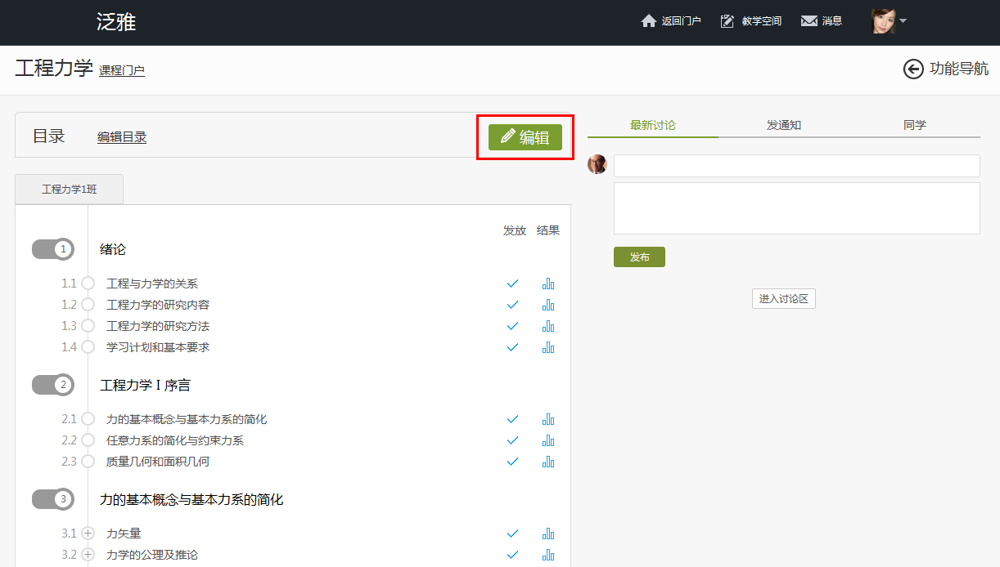 泛雅
返回门户 教学空间 消息
工程力学 课程门户
功能导航
目录 编辑目录 编辑
最新讨论 发通知 同学
工程力学1班
发布
进入讨论区
发放 结果
1 绪论
1.1 工程与力学的关系
1.2 工程力学的研究内容
1.3 工程力学的研究方法
1.4 学习计划和基本要求
2 工程力学 I 序言
2.1 力的基本概念与基本力系的简化
2.2 任意力系的简化与约束力系
2.3 质量几何和面积几何
3 力的基本概念与基本力系的简化
3.1 力矢量
3.2 力学的公理及推论